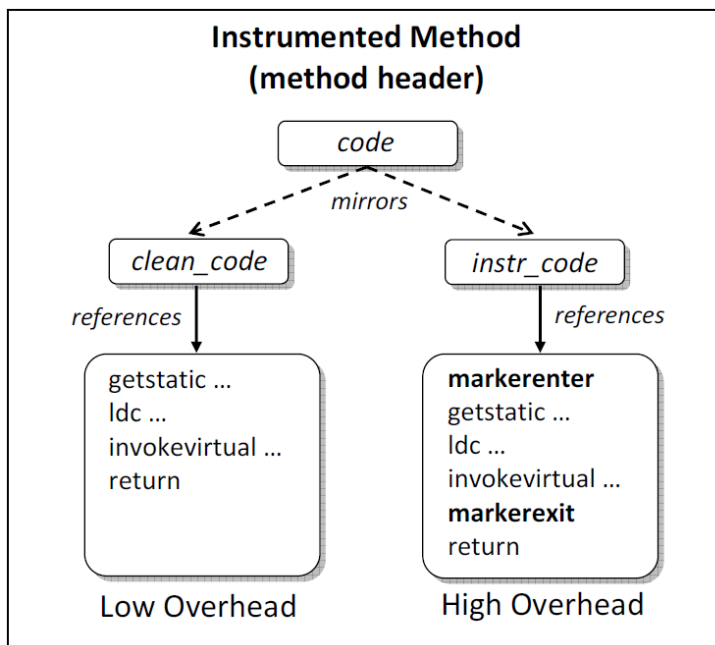 Instrumented Method
(method header)
code
mirrors
clean_code
instr_code
references
references
getstatic ...
ldc ...
invokevirtual ...
return
markerenter
getstatic ...
ldc ...
invokevirtual ...
markerexit
return
Low Overhead
High Overhead